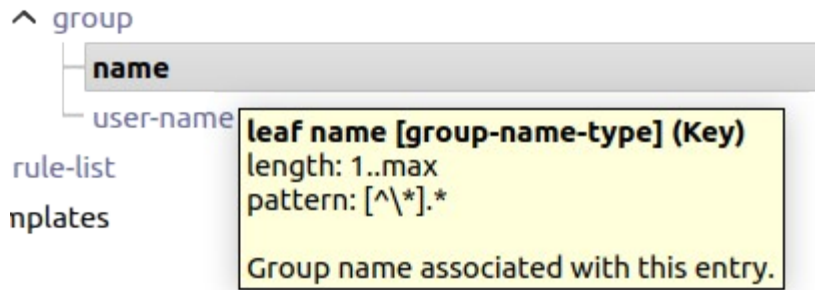 group
name
user-name
leaf name [group-name-type] (Key)
length: 1..max
pattern: [^\*].*
Group name associated with this entry.
rule-list
mplates